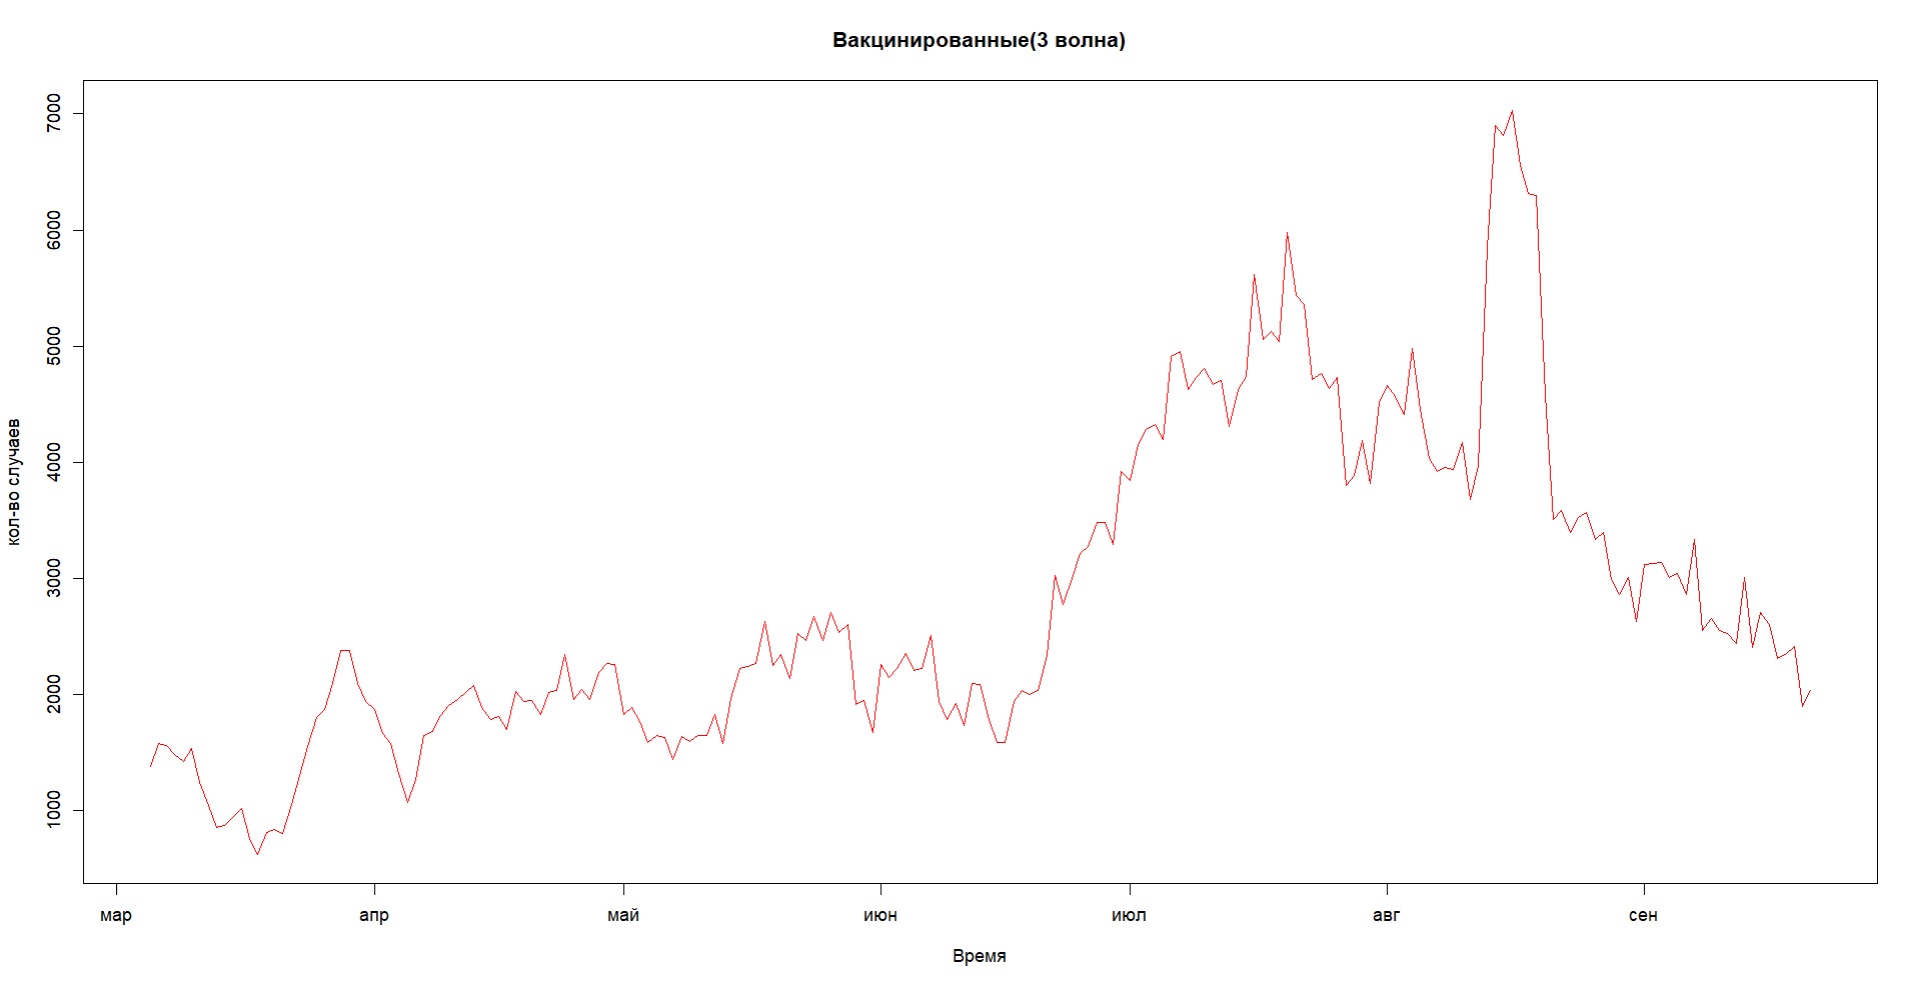 Вакцинированные(3 волна)
кол-во случаев
7000
6000
5000
4000
3000
2000
1000
мар апр май июн июл авг сен
Время